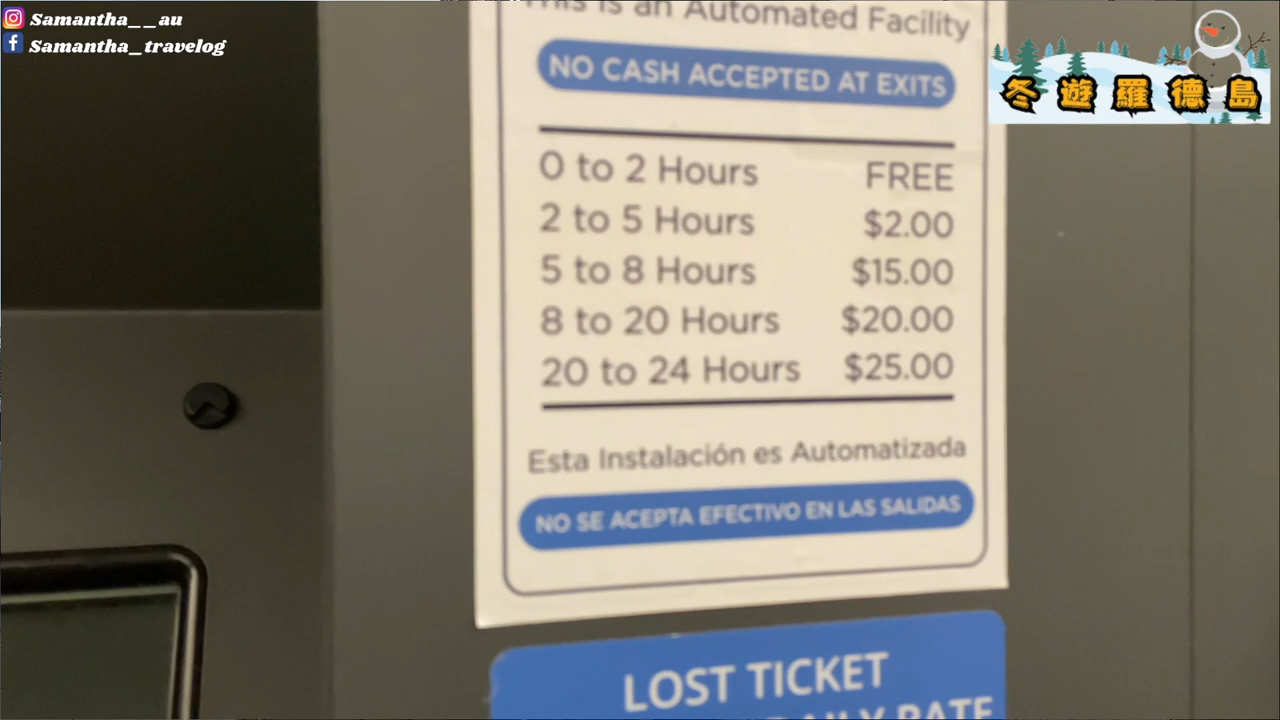 Samantha__au
Samantha_travelog
冬遊羅德島
This is an Automated Facility
NO CASH ACCEPTED AT EXITS
0 to 2 Hours FREE
2 to 5 Hours $2.00
5 to 8 Hours $15.00
8 to 20 Hours $20.00
20 to 24 Hours $25.00
Esta Instalación es Automatizada
NO SE ACEPTA EFECTIVO EN LAS SALIDAS
LOST TICKET
DAILY RATE